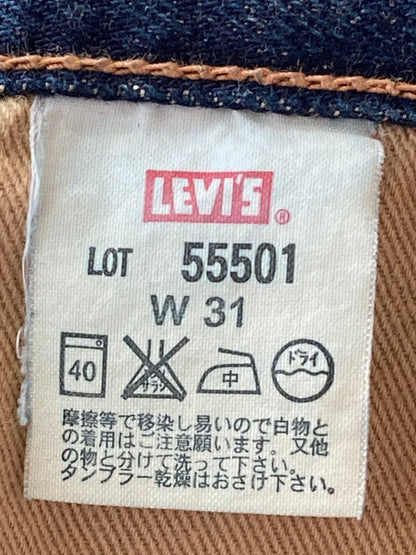 LEVI'S ®
LOT 55501
W 31
40 サラシ 中 ドライ
摩擦等で移染し易いので白物と
の着用はご注意願います。又他
の物と分けて洗って下さい。
タンブラー乾燥はおさけ下さい。